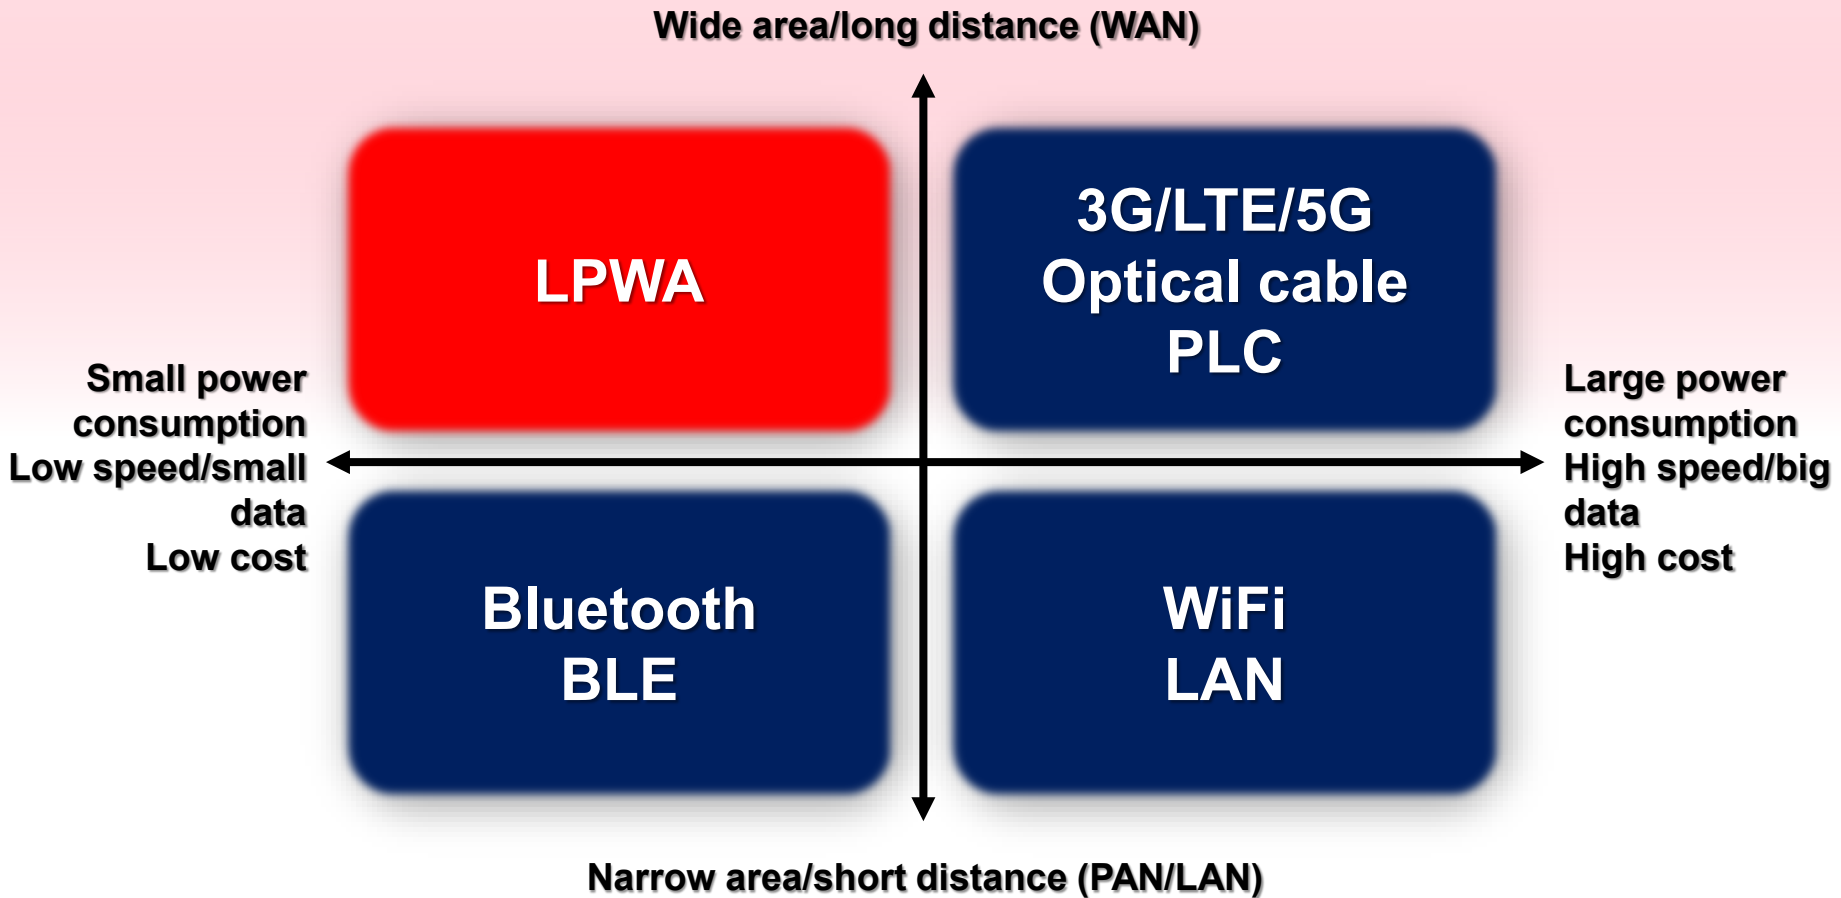 Wide area/long distance (WAN)
LPWA
3G/LTE/5G
Optical cable
PLC
Small power
consumption
Low speed/small
data
Low cost
Large power
consumption
High speed/big
data
High cost
Bluetooth
BLE
WiFi
LAN
Narrow area/short distance (PAN/LAN)